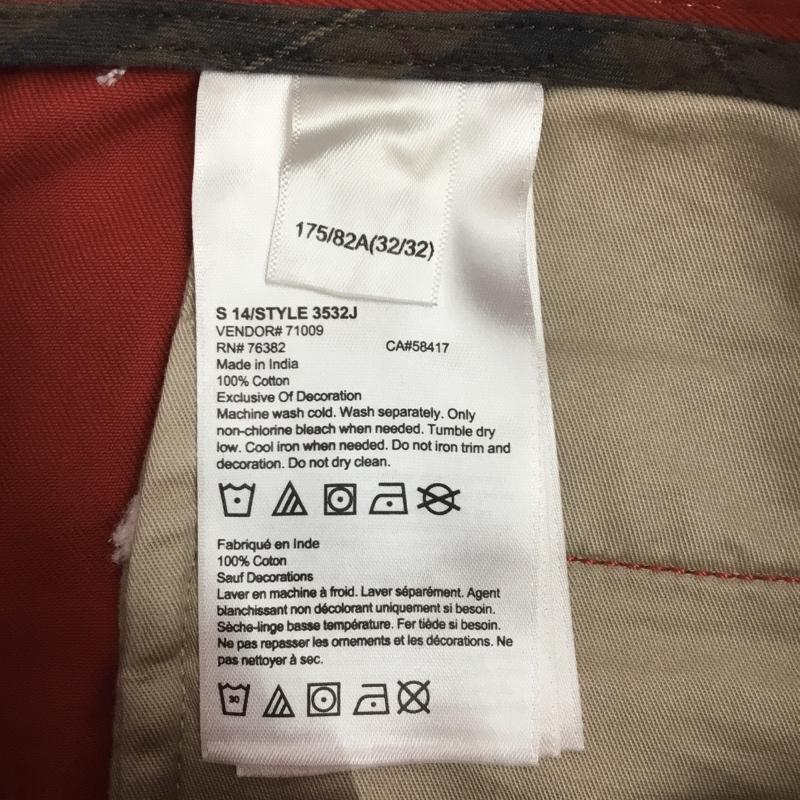 175/82A(32/32)
S 14/STYLE 3532J
VENDOR# 71009
RN# 76382 CA#58417
Made in India
100% Cotton
Exclusive Of Decoration
Machine wash cold. Wash separately. Only
non-chlorine bleach when needed. Tumble dry
low. Cool iron when needed. Do not iron trim and
decoration. Do not dry clean.
Fabriqué en Inde
100% Coton
Sauf Decorations
Laver en machine à froid. Laver séparément. Agent
blanchissant non décolorant uniquement si besoin.
Sèche-linge basse température. Fer tiède si besoin.
Ne pas repasser les ornements et les décorations. Ne
pas nettoyer à sec.
30